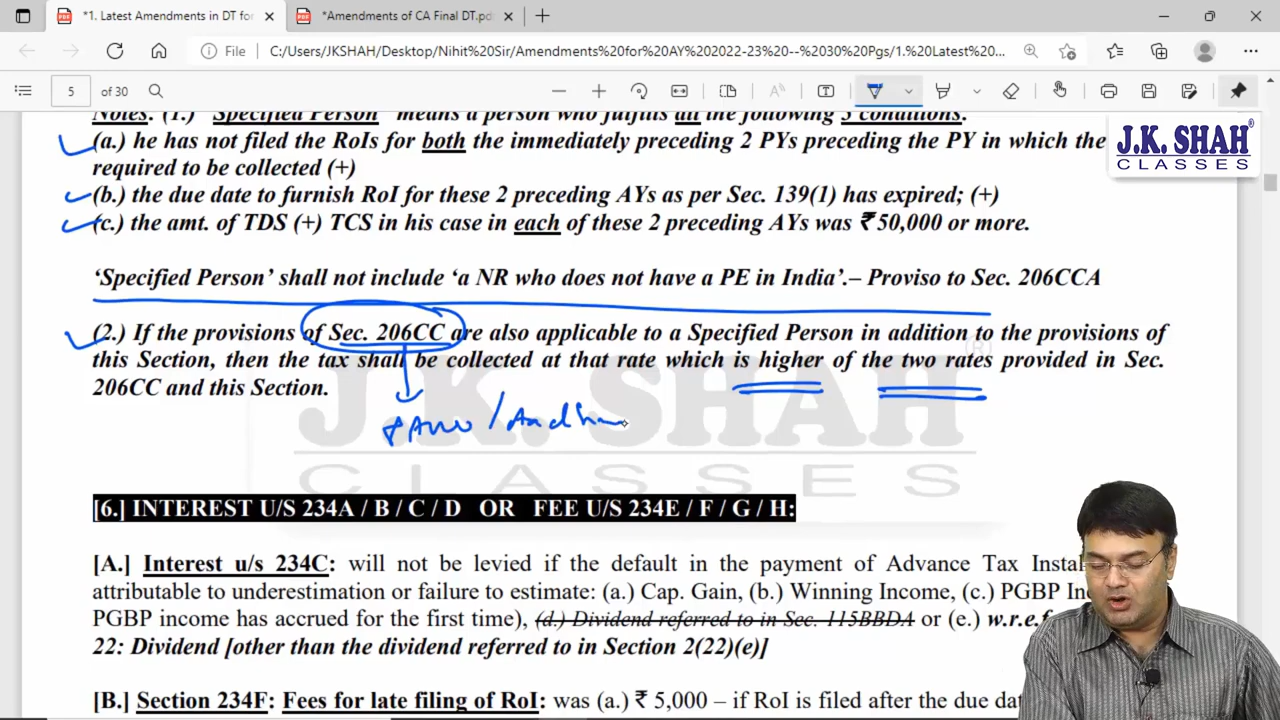 *1. Latest Amendments in DT for
*Amendments of CA Final DT.pd
File
C:/Users/JKSHAH/Desktop/Nihit%20Sir/Amendments%20for%20AY%202022-23%20--%2030%20Pgs/1.%20Latest%20...
5 of 30
Notes: (1.) 'Specified Person' means a person who fulfils all the following 3 conditions:
(a.) he has not filed the RoIs for both the immediately preceding 2 PYs preceding the PY in which the
required to be collected (+)
(b.) the due date to furnish RoI for these 2 preceding AYs as per Sec. 139(1) has expired; (+)
(c.) the amt. of TDS (+) TCS in his case in each of these 2 preceding AYs was ₹ 50,000 or more.
J.K. SHAH®
CLASSES
'Specified Person' shall not include 'a NR who does not have a PE in India'.– Proviso to Sec. 206CCA
(2.) If the provisions of Sec. 206CC are also applicable to a Specified Person in addition to the provisions of
this Section, then the tax shall be collected at that rate which is higher of the two rates provided in Sec.
206CC and this Section.
J.K. SHAH®
CLASSES
[6.] INTEREST U/S 234A / B / C / D OR FEE U/S 234E / F / G / H:
[A.] Interest u/s 234C: will not be levied if the default in the payment of Advance Tax Instal
attributable to underestimation or failure to estimate: (a.) Cap. Gain, (b.) Winning Income, (c.) PGBP In
PGBP income has accrued for the first time), (d.) Dividend referred to in Sec. 115BBDA or (e.) w.r.e.f.
22: Dividend [other than the dividend referred to in Section 2(22)(e)]
[B.] Section 234F: Fees for late filing of RoI: was (a.) ₹ 5,000 – if RoI is filed after the due dat